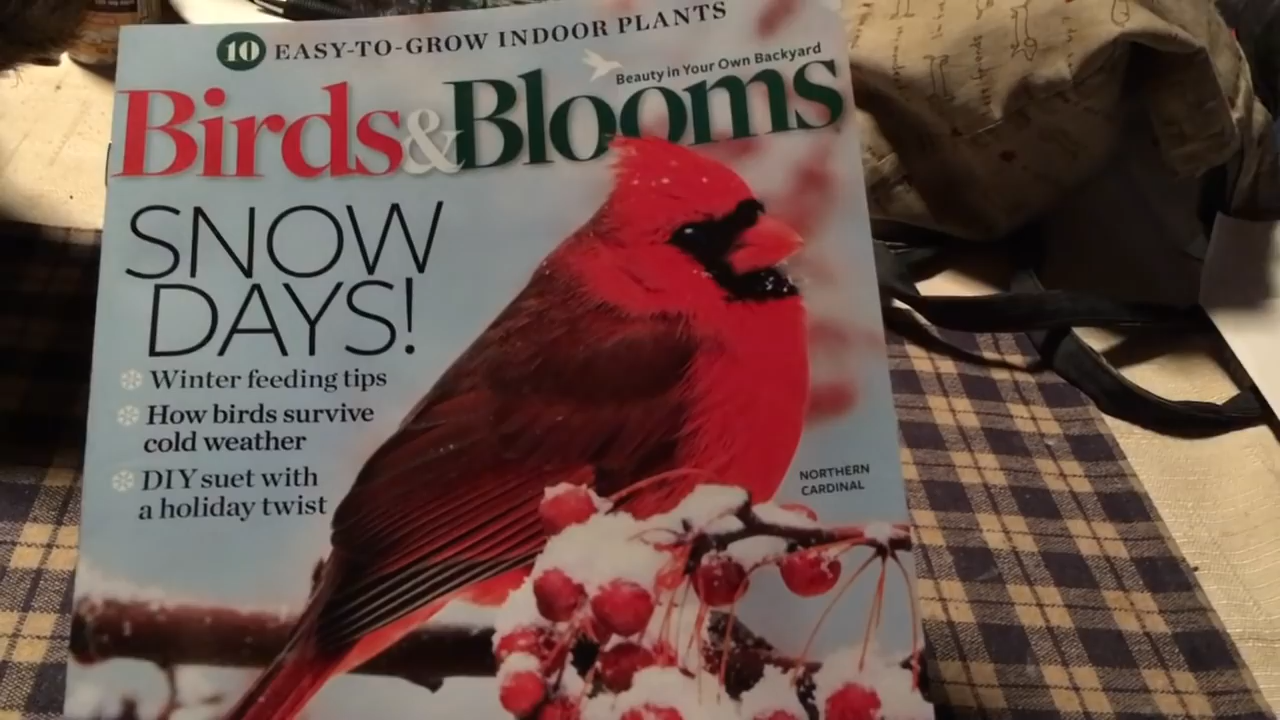 10 EASY-TO-GROW INDOOR PLANTS
Beauty in Your Own Backyard
Birds&Blooms
SNOW
DAYS!
Winter feeding tips
How birds survive
cold weather
DIY suet with
a holiday twist
NORTHERN
CARDINAL